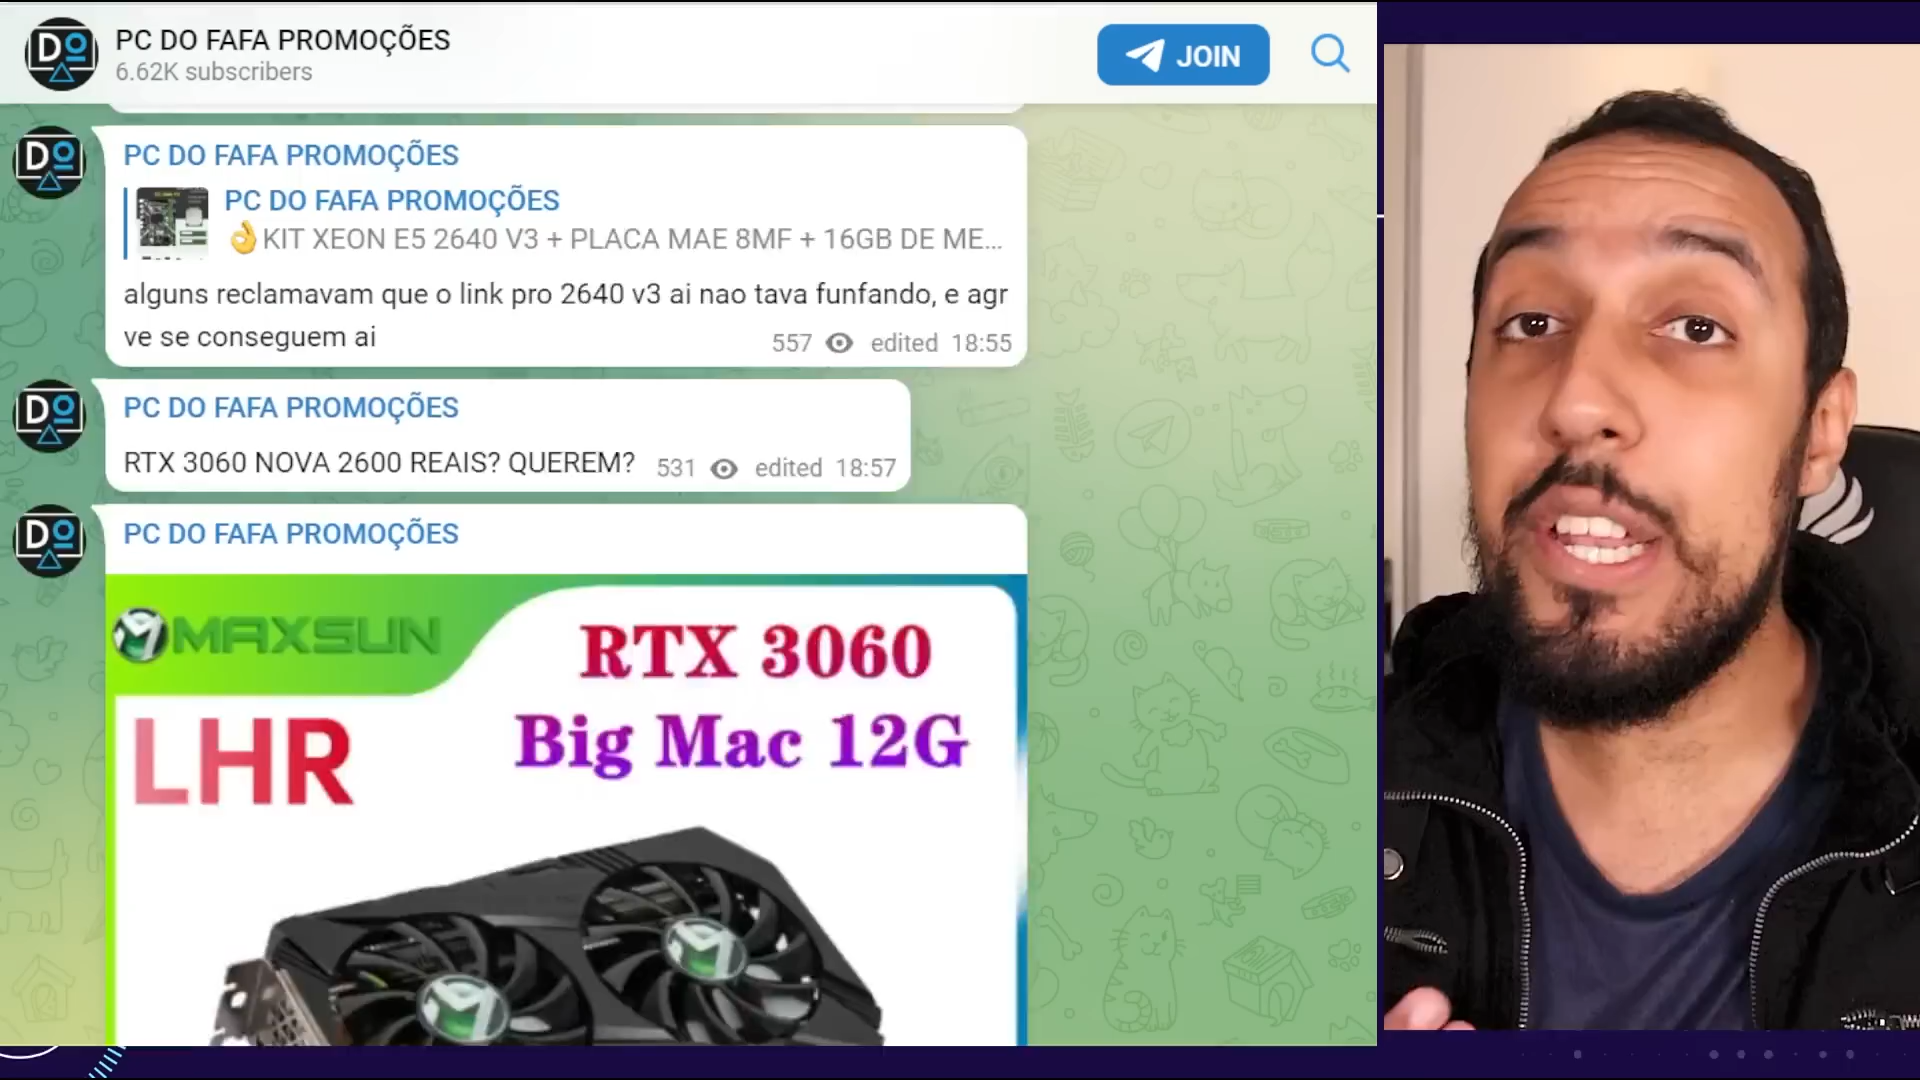 PC DO FAFA PROMOÇÕES
6.62K subscribers
JOIN
PC DO FAFA PROMOÇÕES
PC DO FAFA PROMOÇÕES
👌KIT XEON E5 2640 V3 + PLACA MAE 8MF + 16GB DE ME...
alguns reclamavam que o link pro 2640 v3 ai nao tava funfando, e agr
ve se conseguem ai
557 edited 18:55
PC DO FAFA PROMOÇÕES
RTX 3060 NOVA 2600 REAIS? QUEREM? 531 edited 18:57
PC DO FAFA PROMOÇÕES
MAXSUN
RTX 3060
LHR
Big Mac 12G